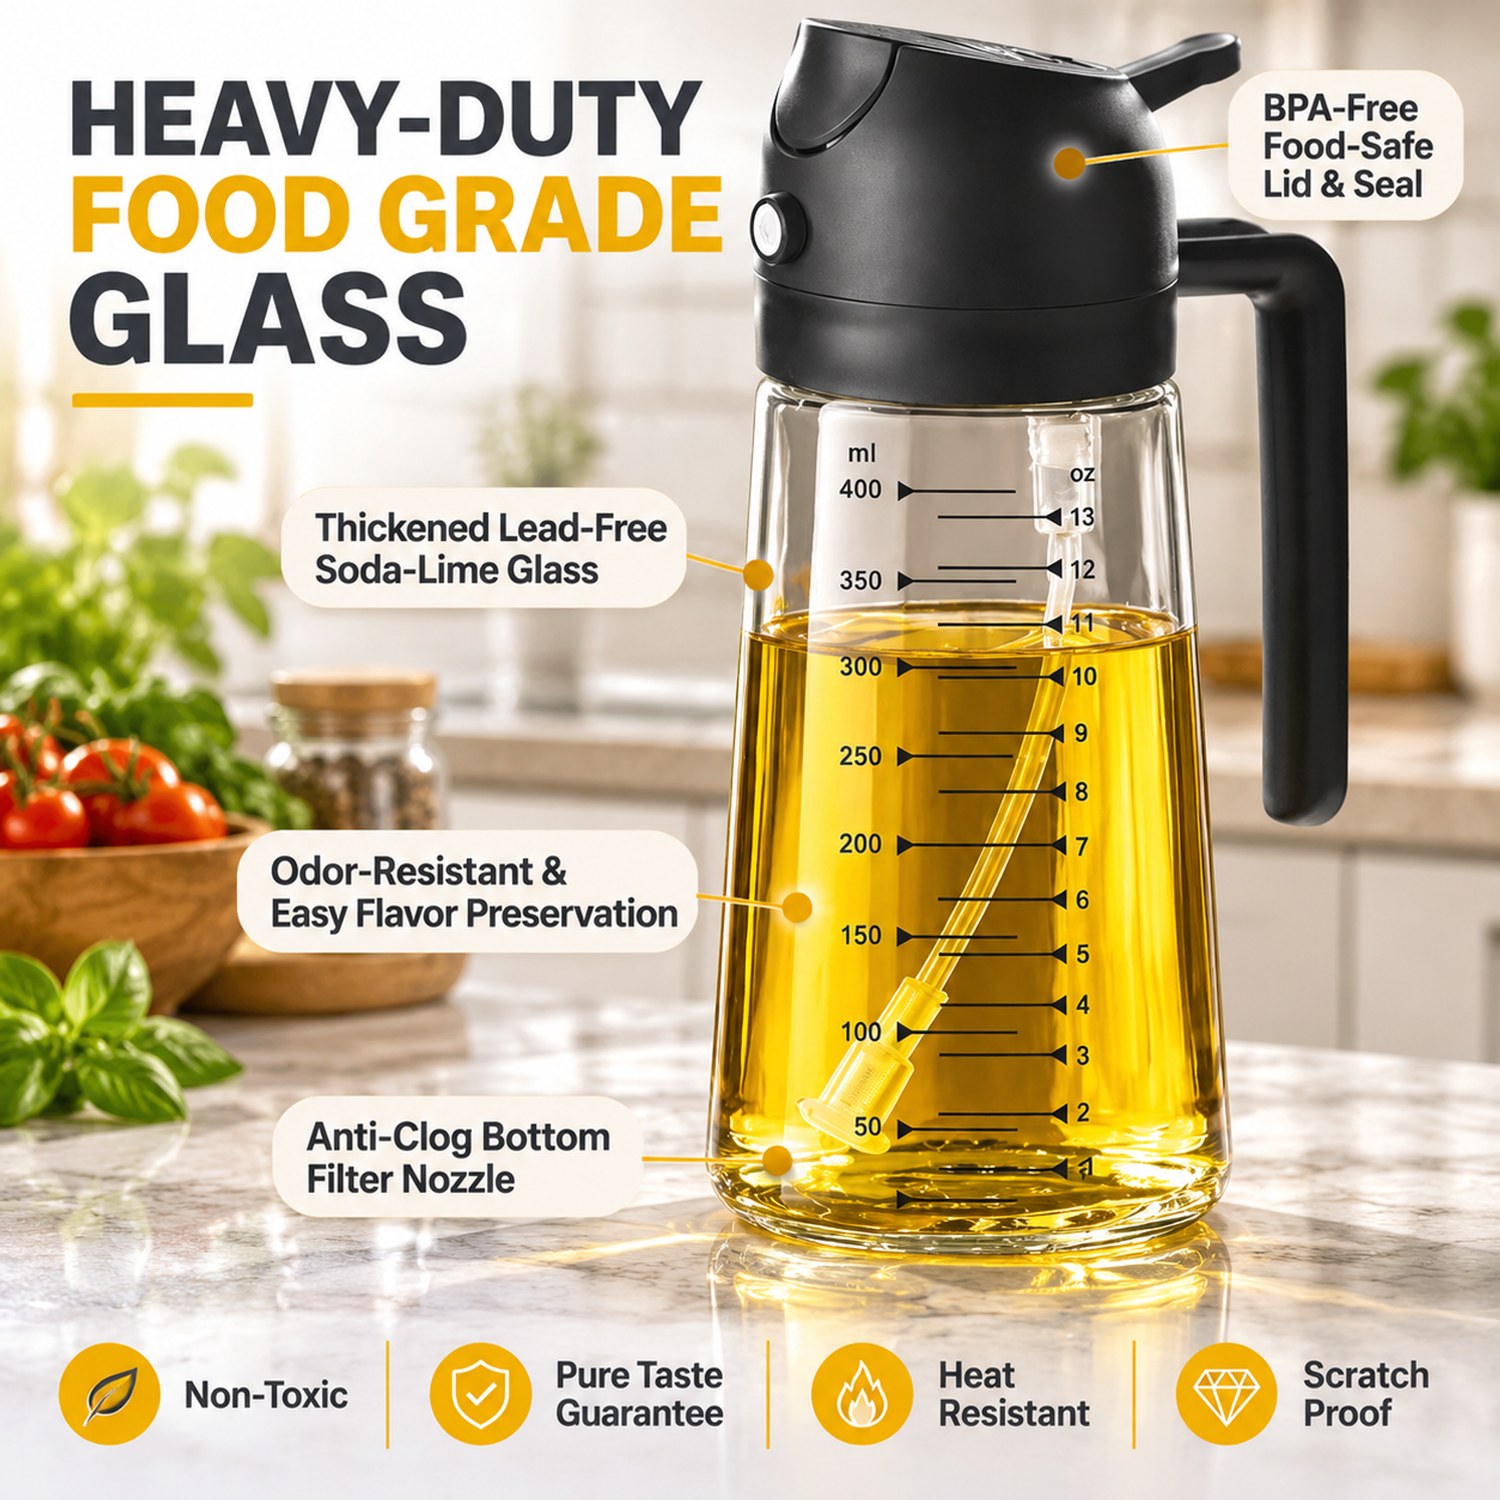 HEAVY-DUTY
FOOD GRADE
GLASS
BPA-Free
Food-Safe
Lid & Seal
Thickened Lead-Free
Soda-Lime Glass
Odor-Resistant &
Easy Flavor Preservation
Anti-Clog Bottom
Filter Nozzle
ml
oz
400
13
12
350
11
300
10
9
250
8
200
7
6
150
5
4
100
3
2
50
1
Non-Toxic
Pure Taste
Guarantee
Heat
Resistant
Scratch
Proof